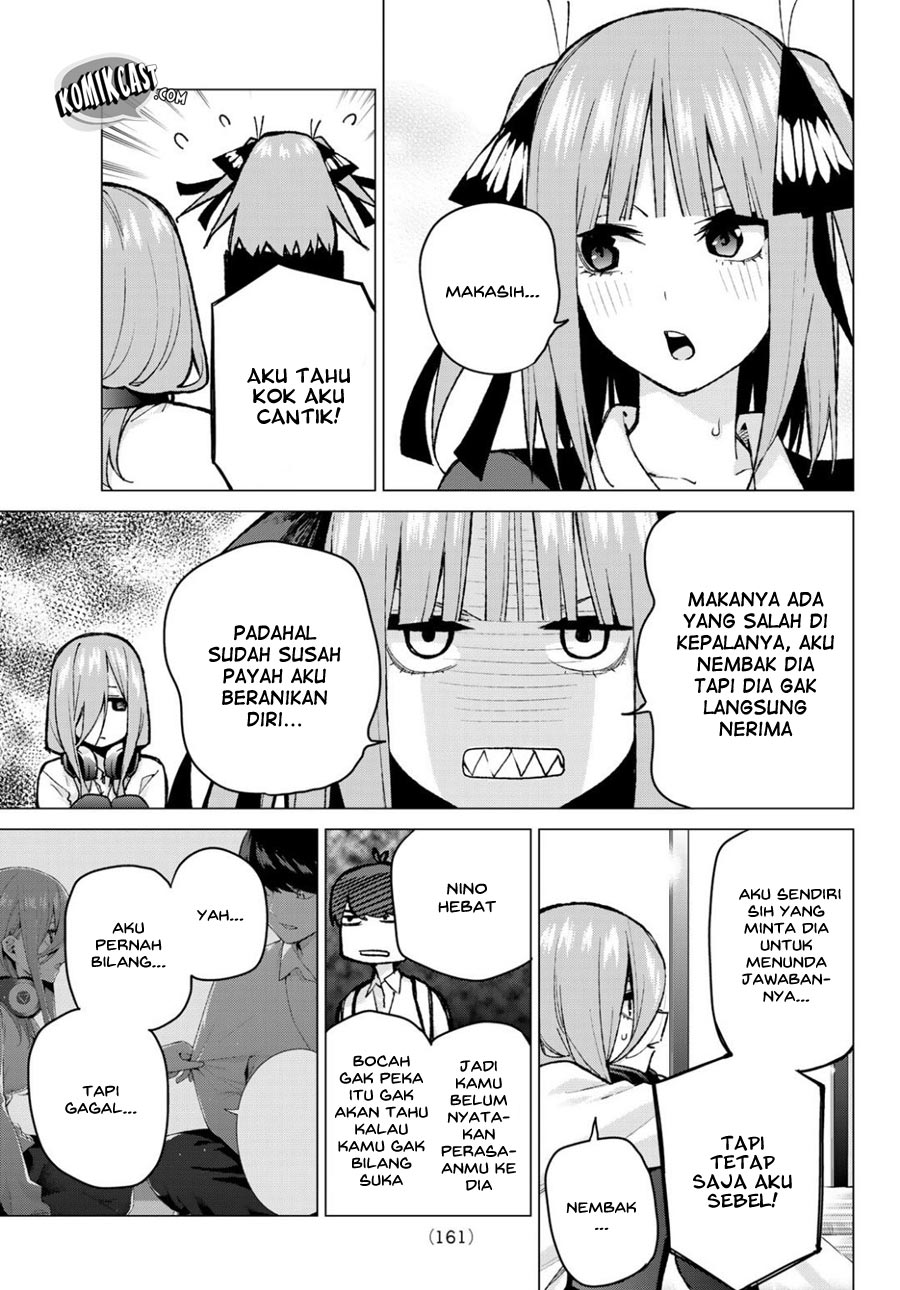 KOMIKCAST.COM
MAKASIH...
AKU TAHU
KOK AKU
CANTIK!
MAKANYA ADA
YANG SALAH DI
KEPALANYA, AKU
NEMBAK DIA
TAPI DIA GAK
LANGSUNG
NERIMA
PADAHAL
SUDAH SUSAH
PAYAH AKU
BERANIKAN
DIRI...
AKU SENDIRI
SIH YANG
MINTA DIA
UNTUK
MENUNDA
JAWABAN-
NYA...
TAPI
TETAP
SAJA AKU
SEBEL!
NEMBAK
...
NINO
HEBAT
JADI
KAMU
BELUM
NYATA-
KAN
PERASA-
ANMU KE
DIA
BOCAH
GAK PEKA
ITU GAK
AKAN TAHU
KALAU
KAMU GAK
BILANG
SUKA
YAH...
AKU
PERNAH
BILANG...
TAPI
GAGAL...
(161)